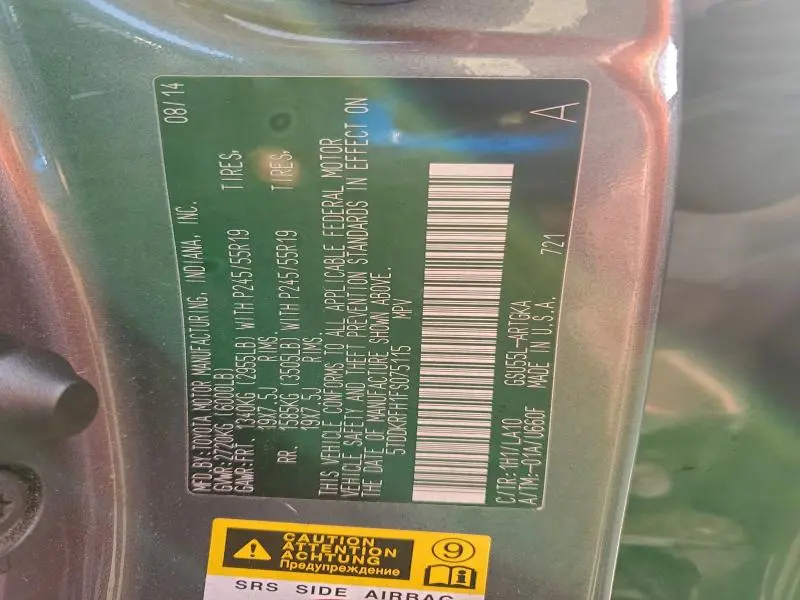 MFD.BY:TOYOTA MOTOR MANUFACTURING, INDIANA, INC. 08/14
GVWR:2720KG (6000LB)
GAWR:FRT. 1340KG (2955LB) WITH P245/55R19 TIRES,
19X7.5J RIMS,
RR. 1585KG (3505LB) WITH P245/55R19 TIRES,
19X7.5J RIMS,
THIS VEHICLE CONFORMS TO ALL APPLICABLE FEDERAL MOTOR
VEHICLE SAFETY AND THEFT PREVENTION STANDARDS IN EFFECT ON
THE DATE OF MANUFACTURE SHOWN ABOVE.
5TDDKRFH1FS075115 MPV
C/TR:1H1/LA10 GSU55L-ARTGKA 721 A
A/TM:-01A/U660F MADE IN U.S.A.
CAUTION
ATTENTION
ACHTUNG
Предупреждение
9
i
SRS SIDE AIRBAG